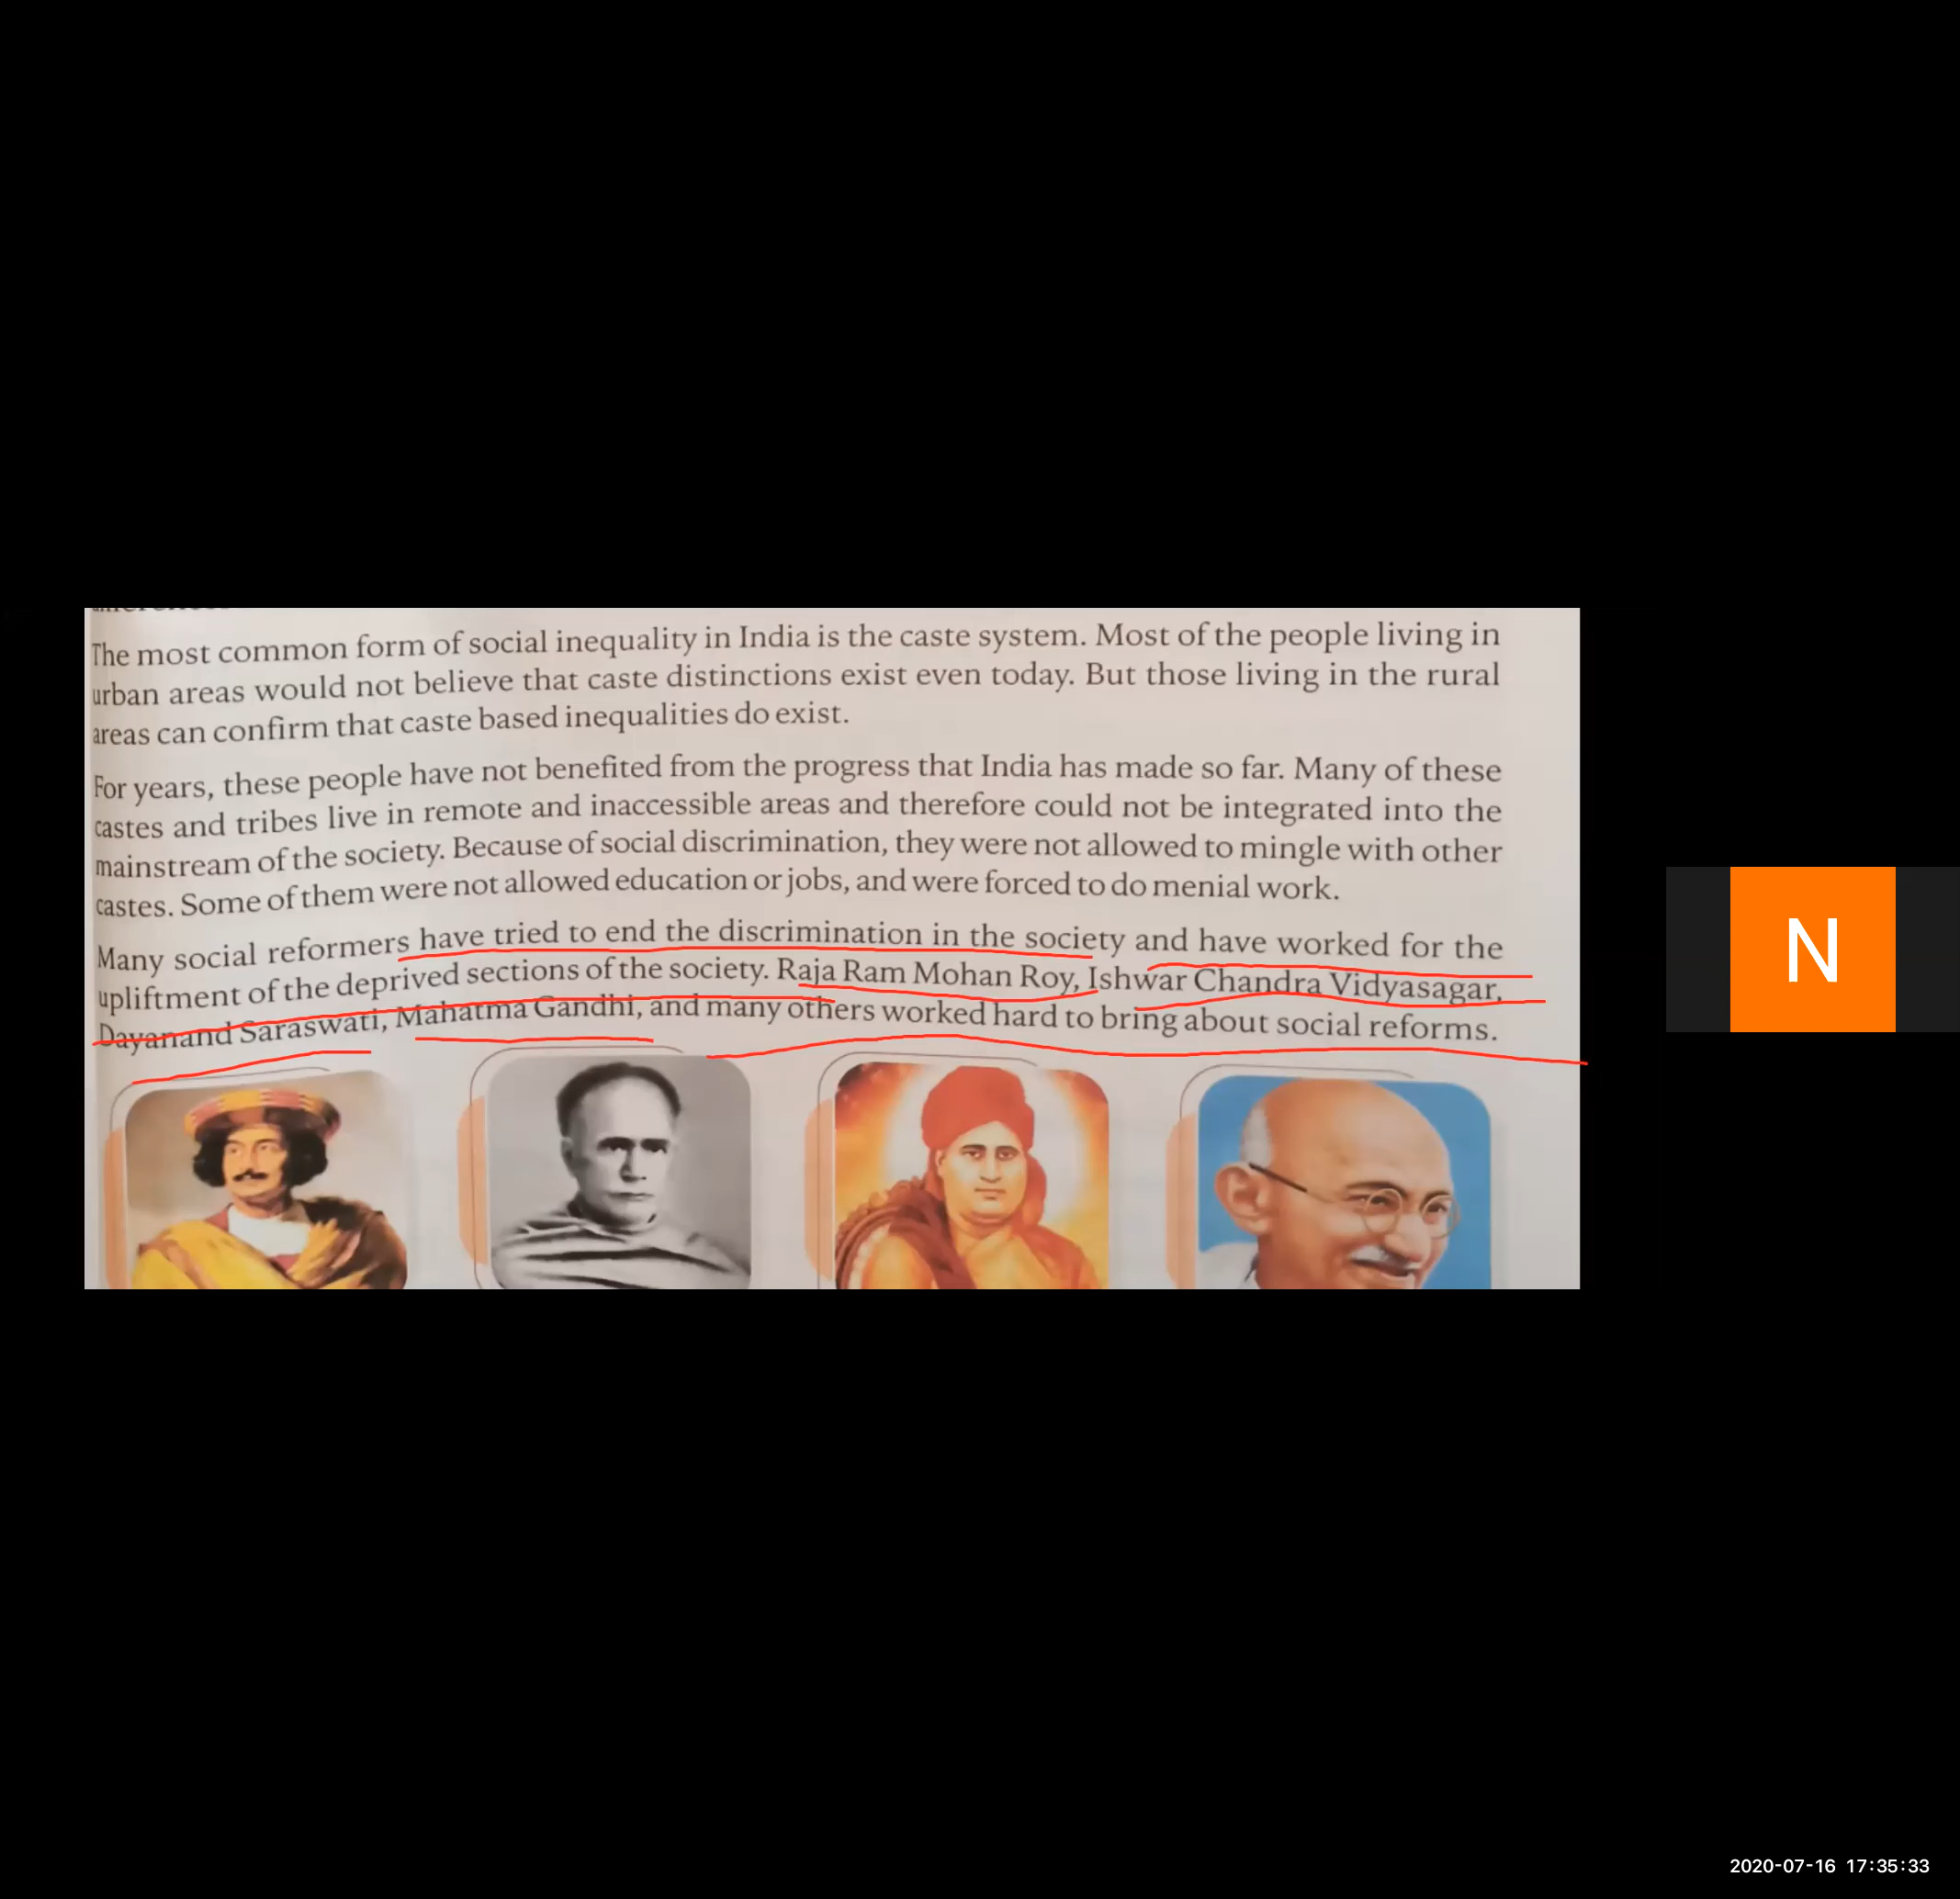 The most common form of social inequality in India is the caste system. Most of the people living in
urban areas would not believe that caste distinctions exist even today. But those living in the rural
areas can confirm that caste based inequalities do exist.
For years, these people have not benefited from the progress that India has made so far. Many of these
castes and tribes live in remote and inaccessible areas and therefore could not be integrated into the
mainstream of the society. Because of social discrimination, they were not allowed to mingle with other
castes. Some of them were not allowed education or jobs, and were forced to do menial work.
Many social reformers have tried to end the discrimination in the society and have worked for the
upliftment of the deprived sections of the society. Raja Ram Mohan Roy, Ishwar Chandra Vidyasagar,
Dayanand Saraswati, Mahatma Gandhi, and many others worked hard to bring about social reforms.
N
2020-07-16 17:35:33